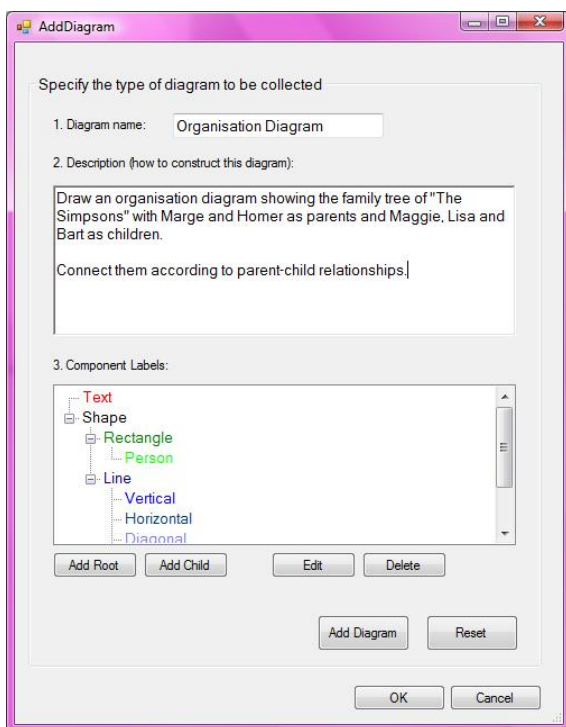 AddDiagram
Specify the type of diagram to be collected
1. Diagram name:
Organisation Diagram
2. Description (how to construct this diagram):
Draw an organisation diagram showing the family tree of "The
Simpsons" with Marge and Homer as parents and Maggie, Lisa and
Bart as children.
Connect them according to parent-child relationships.
3. Component Labels:
Text
Shape
Rectangle
Person
Line
Vertical
Horizontal
Diagonal
Add Root
Add Child
Edit
Delete
Add Diagram
Reset
OK
Cancel